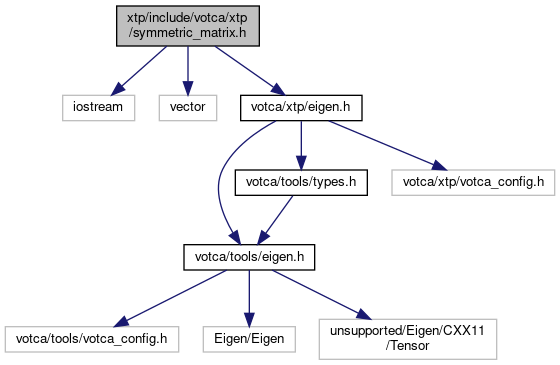 xtp/include/votca/xtp
/symmetric_matrix.h
iostream
vector
votca/xtp/eigen.h
votca/tools/types.h
votca/xtp/votca_config.h
votca/tools/eigen.h
votca/tools/votca_config.h
Eigen/Eigen
unsupported/Eigen/CXX11
/Tensor